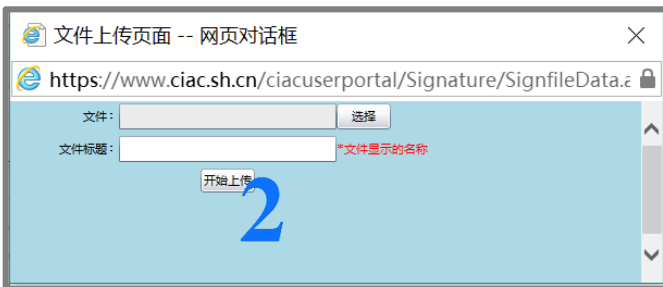 文件上传页面 -- 网页对话框
https://www.ciac.sh.cn/ciacuserportal/Signature/SignfileData.a
文件： 选择
文件标题： *文件显示的名称
开始上传
2